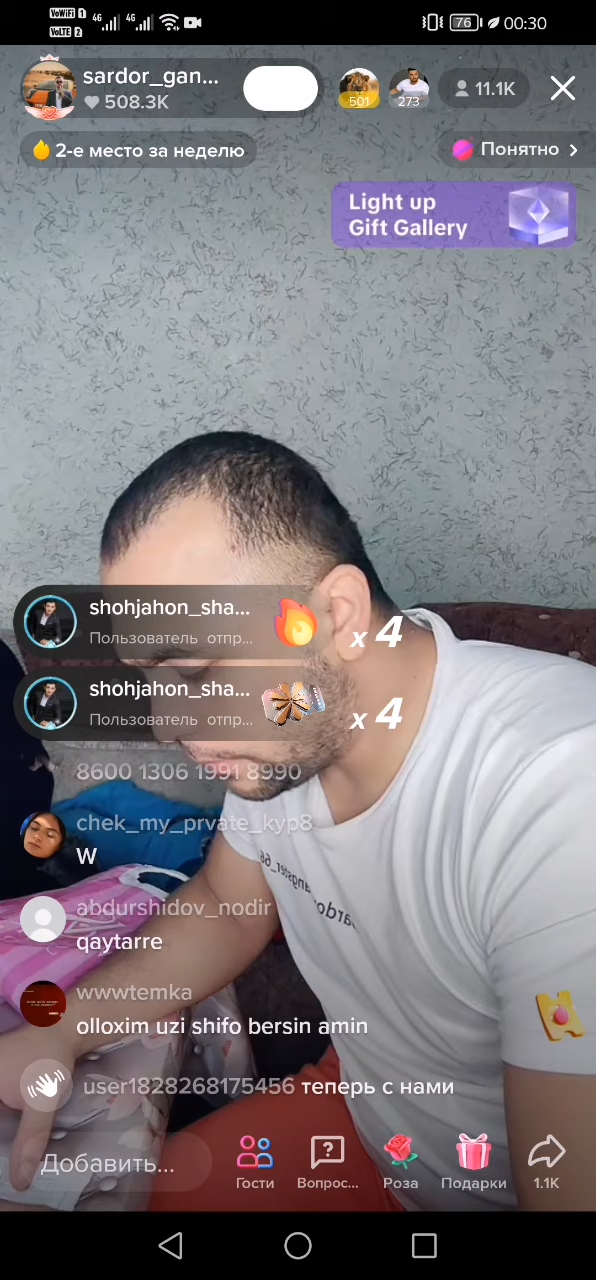 VoWiFi 1
VoLTE 2
4G
4G
76
00:30
sardor_gan...
508.3K
501
273
11.1K
2-е место за неделю
Понятно
Light up
Gift Gallery
shohjahon_sha...
Пользователь отпр...
x 4
shohjahon_sha...
Пользователь отпр...
x 4
8600 1306 1991 8990
chek_my_prvate_kyp8
W
abdurshidov_nodir
qaytarre
wwwtemka
olloxim uzi shifo bersin amin
user1828268175456 теперь с нами
Добавить...
Гости
Вопрос...
Роза
Подарки
1.1K